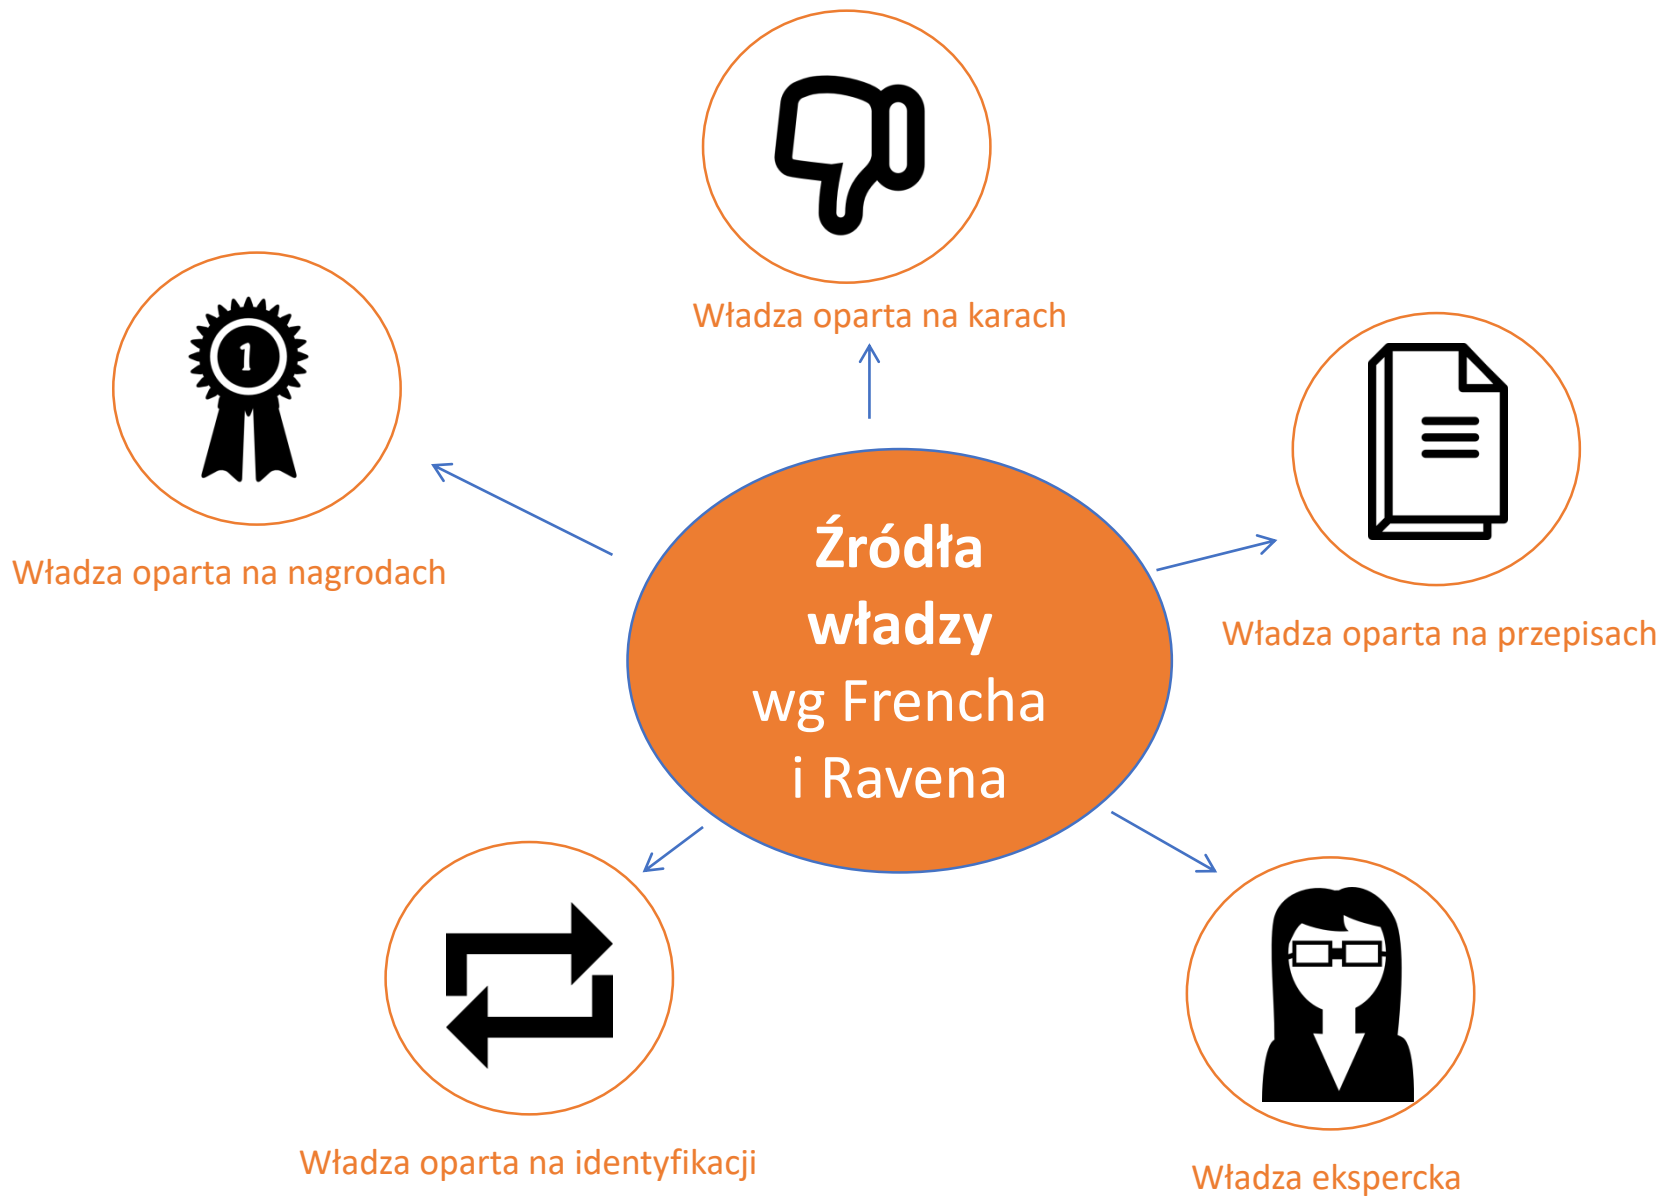 Władza oparta na karach
1
Władza oparta na nagrodach
Źródła
władzy
wg Frencha
i Ravena
Władza oparta na przepisach
Władza oparta na identyfikacji
Władza ekspercka